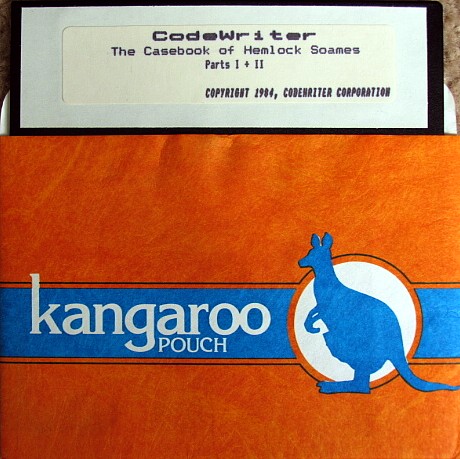 CodeWriter
The Casebook of Hemlock Soames
Parts I + II
COPYRIGHT 1984, CODEWRITER CORPORATION
kangaroo
POUCH